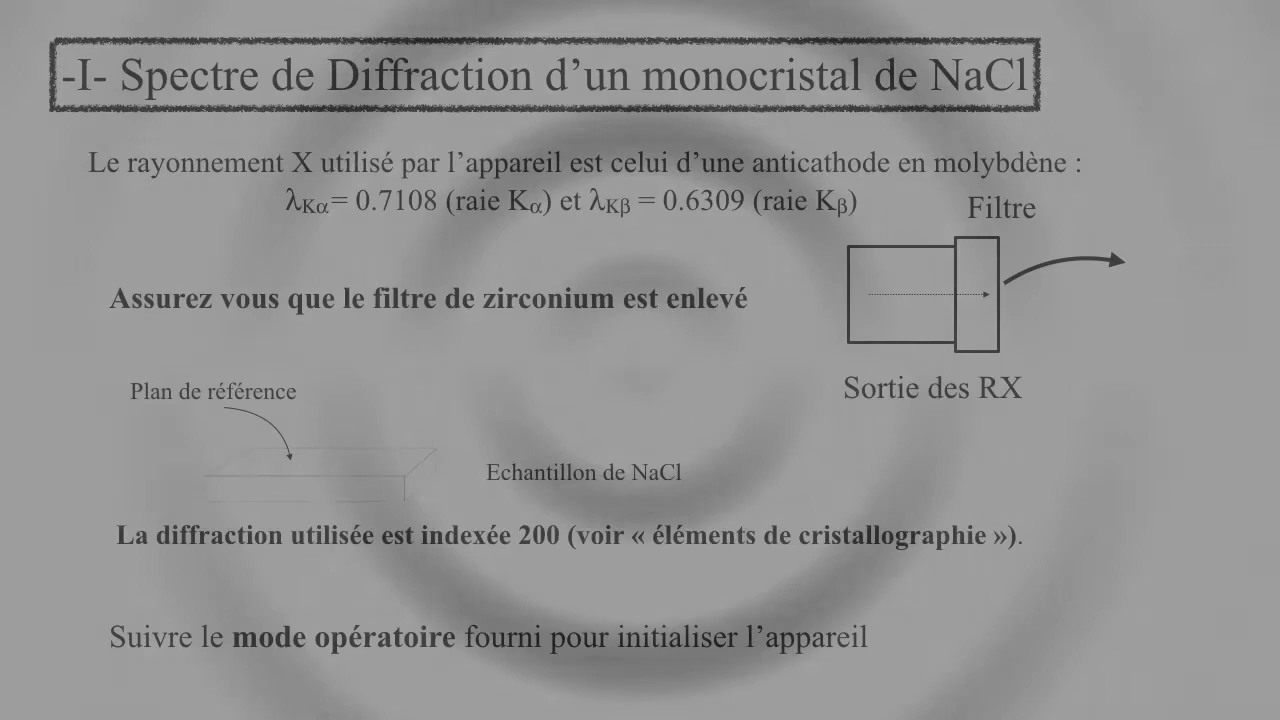 -I- Spectre de Diffraction d’un monocristal de NaCl
Le rayonnement X utilisé par l’appareil est celui d’une anticathode en molybdène :
λKα= 0.7108 (raie Kα) et λKβ = 0.6309 (raie Kβ)
Filtre
Assurez vous que le filtre de zirconium est enlevé
Sortie des RX
Plan de référence
Echantillon de NaCl
La diffraction utilisée est indexée 200 (voir « éléments de cristallographie »).
Suivre le mode opératoire fourni pour initialiser l’appareil